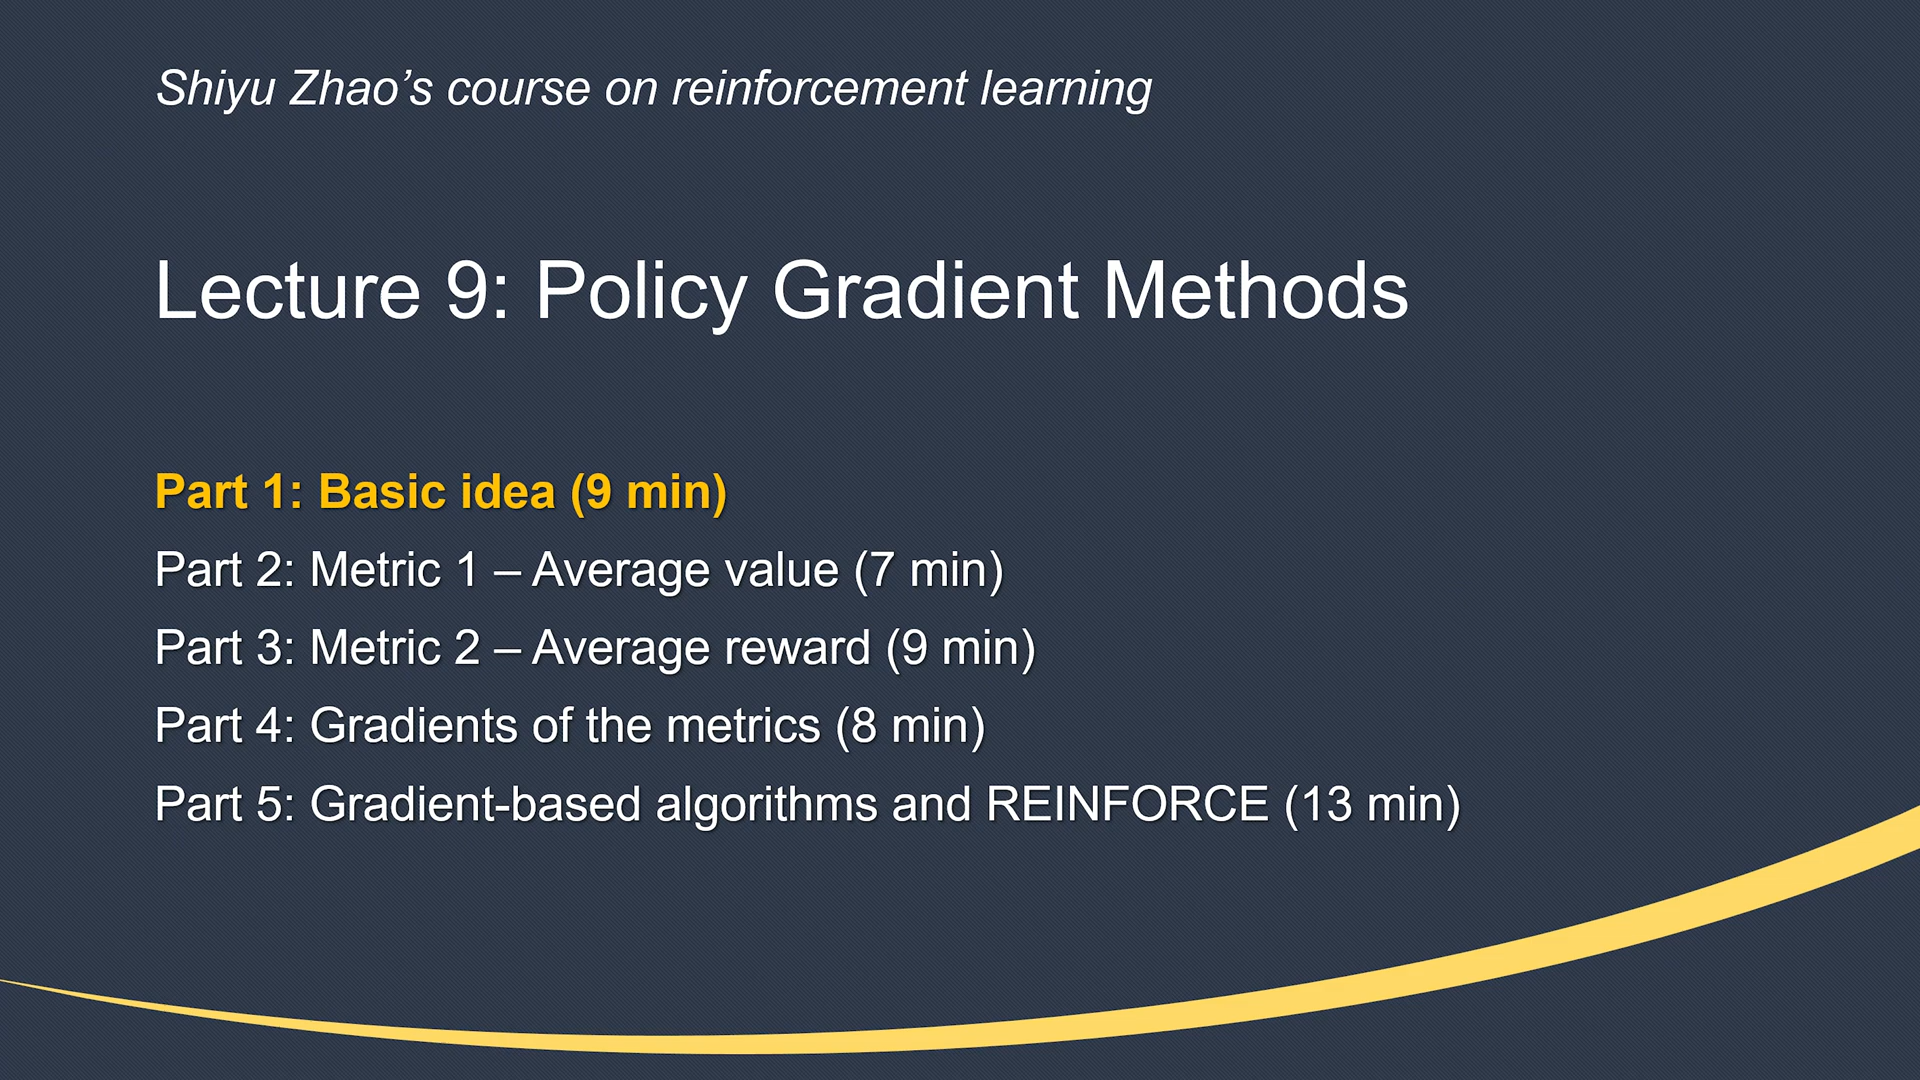 Shiyu Zhao’s course on reinforcement learning
Lecture 9: Policy Gradient Methods
Part 1: Basic idea (9 min)
Part 2: Metric 1 – Average value (7 min)
Part 3: Metric 2 – Average reward (9 min)
Part 4: Gradients of the metrics (8 min)
Part 5: Gradient-based algorithms and REINFORCE (13 min)